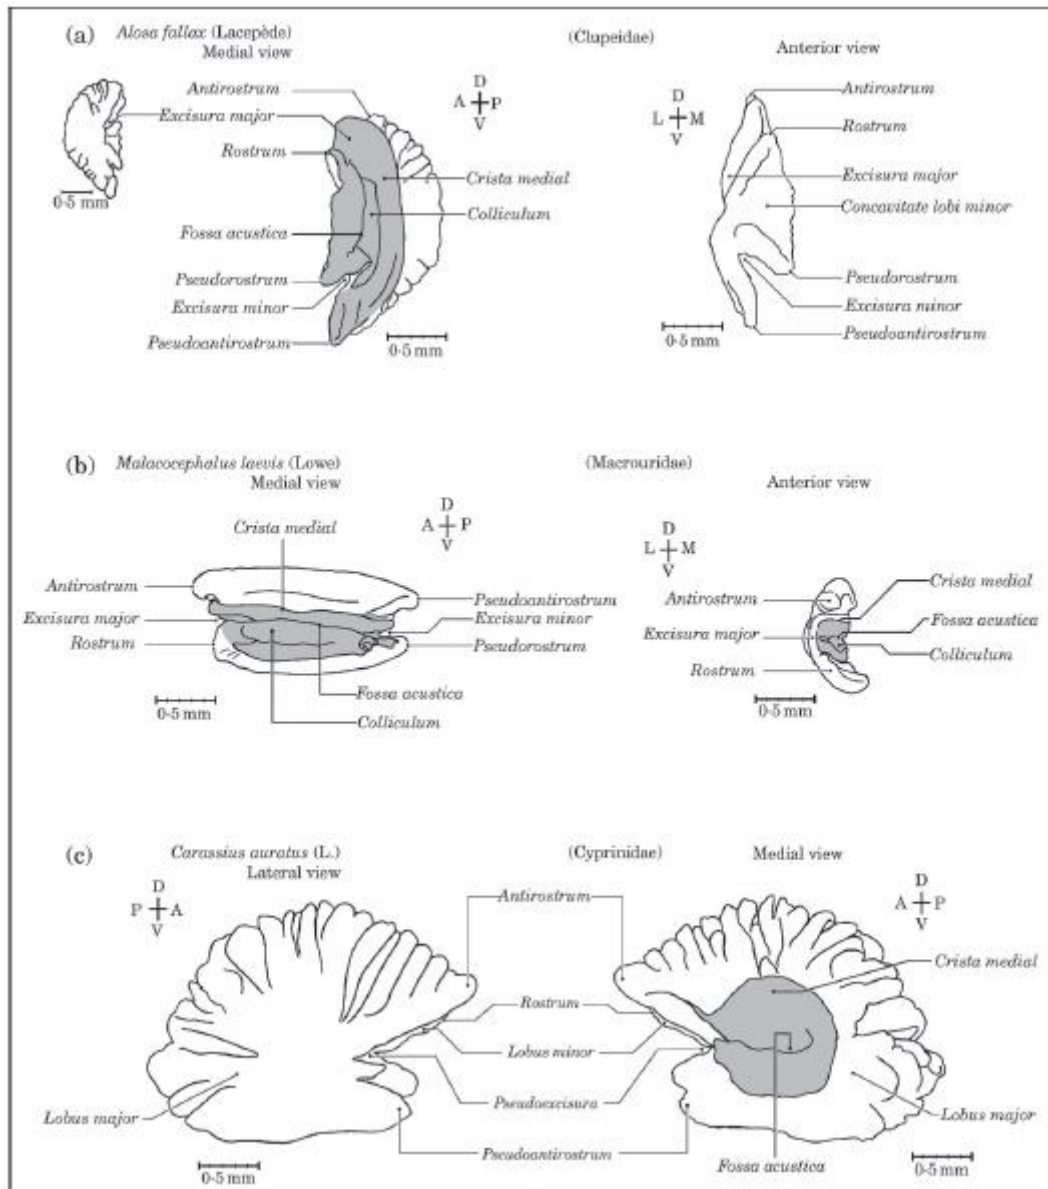 (a) Alosa fallax (Lacepède) (Clupeidae)
Medial view Anterior view
D
A P
V
Antirostrum
Excisura major
Rostrum
Crista medial
Colliculum
Fossa acustica
Pseudorostrum
Excisura minor
Pseudoantirostrum
0·5 mm
0·5 mm
D
L M
V
Antirostrum
Rostrum
Excisura major
Concavitate lobi minor
Pseudorostrum
Excisura minor
Pseudoantirostrum
0·5 mm
(b) Malacocephalus laevis (Lowe) (Macrouridae)
Medial view Anterior view
D
A P
V
Crista medial
Antirostrum
Excisura major
Rostrum
Pseudoantirostrum
Excisura minor
Pseudorostrum
Fossa acustica
Colliculum
0·5 mm
D
L M
V
Antirostrum
Excisura major
Rostrum
Crista medial
Fossa acustica
Colliculum
0·5 mm
(c) Carassius auratus (L.) (Cyprinidae) Medial view
Lateral view
D
P A
V
D
A P
V
Antirostrum
Crista medial
Rostrum
Lobus minor
Pseudoexcisura
Lobus major
Lobus major
Pseudoantirostrum
Fossa acustica
0·5 mm
0·5 mm